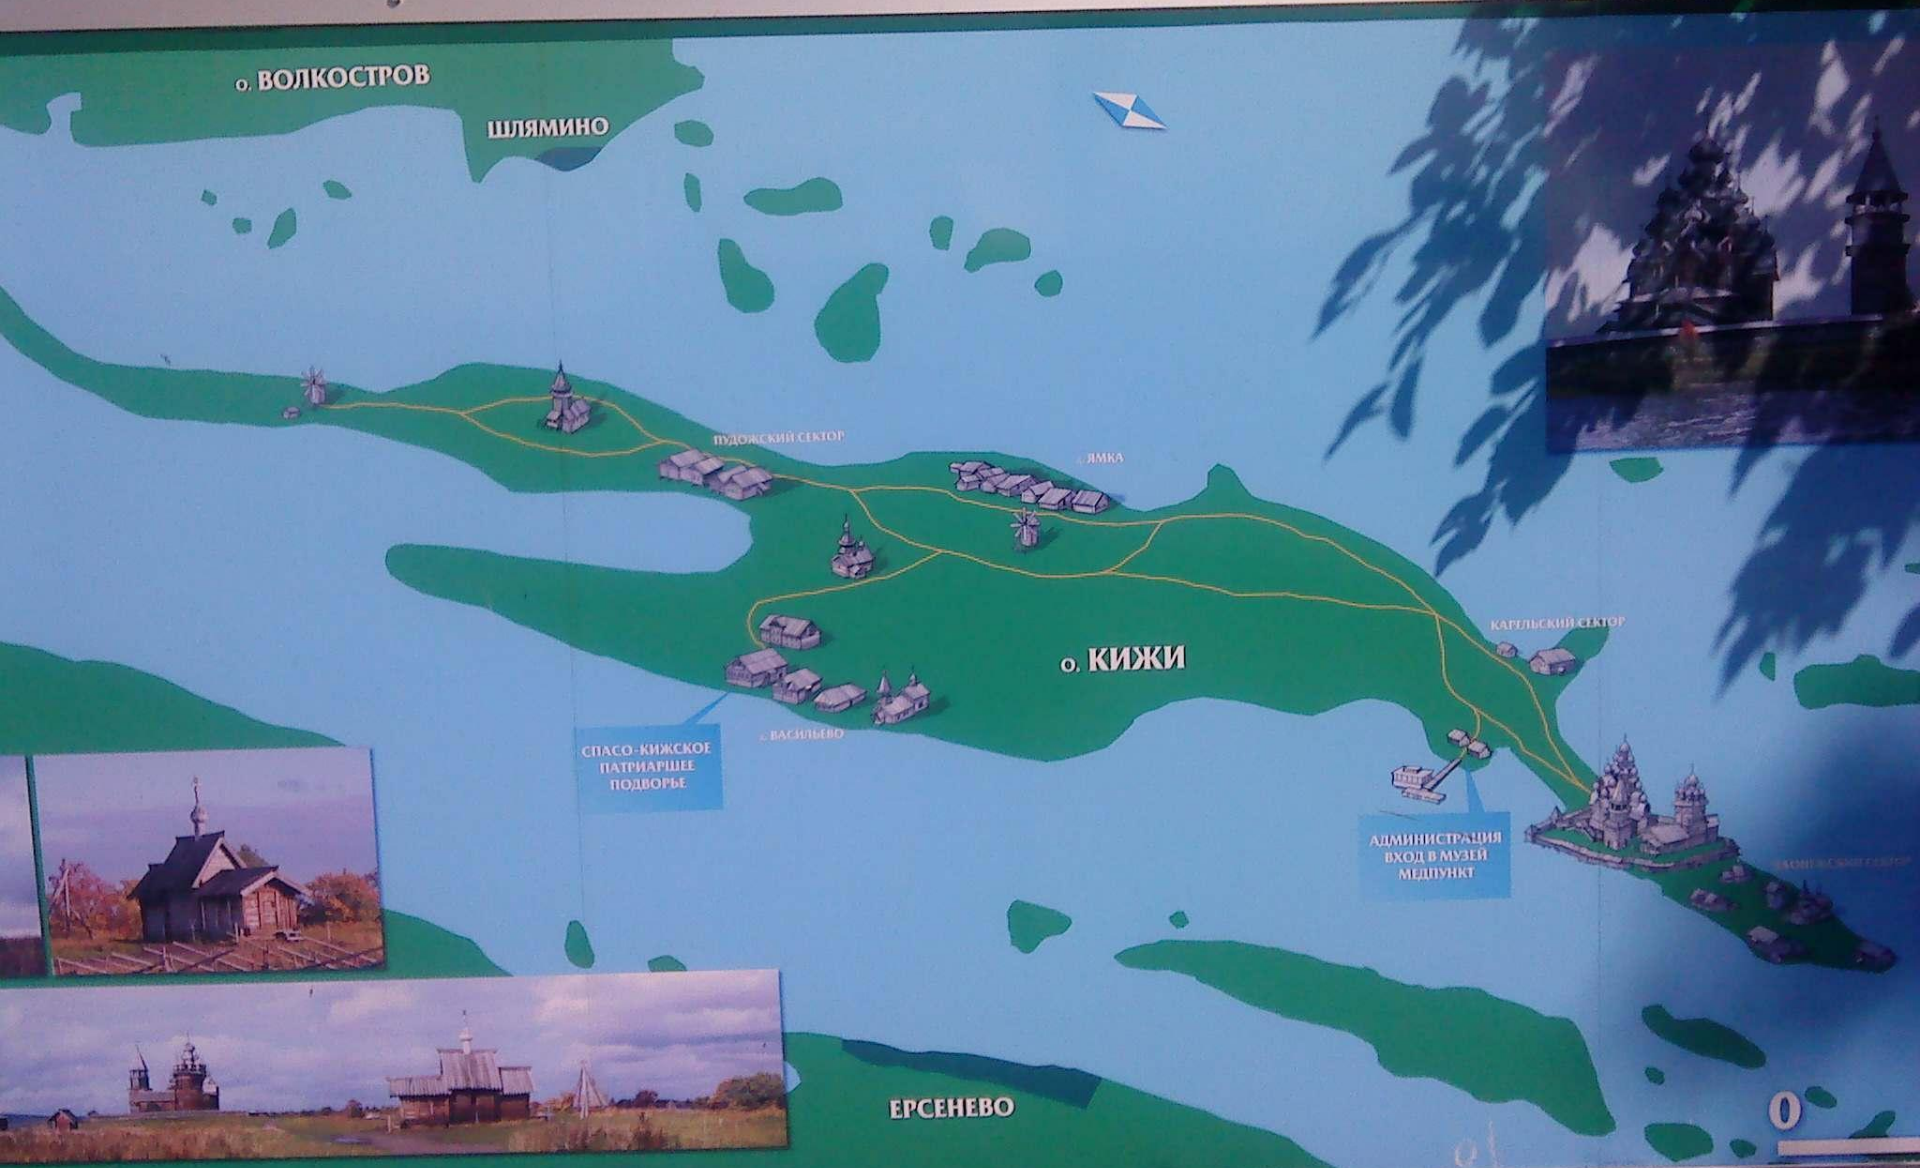 о. ВОЛКОСТРОВ
ШЛЯМИНО
ПУДОЖСКИЙ СЕКТОР
д. ЯМКА
КАРЕЛЬСКИЙ СЕКТОР
о. КИЖИ
СПАСО-КИЖСКОЕ
ПАТРИАРШЕЕ
ПОДВОРЬЕ
д. ВАСИЛЬЕВО
АДМИНИСТРАЦИЯ
ВХОД В МУЗЕЙ
МЕДПУНКТ
СЕКТОР
ЕРСЕНЕВО
0